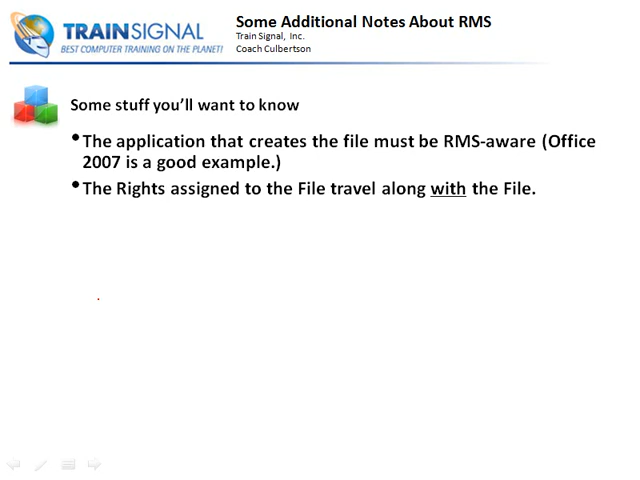 TRAINSIGNAL
BEST COMPUTER TRAINING ON THE PLANET!
Some Additional Notes About RMS
Train Signal, Inc.
Coach Culbertson
Some stuff you'll want to know
•The application that creates the file must be RMS-aware (Office
2007 is a good example.)
•The Rights assigned to the File travel along with the File.